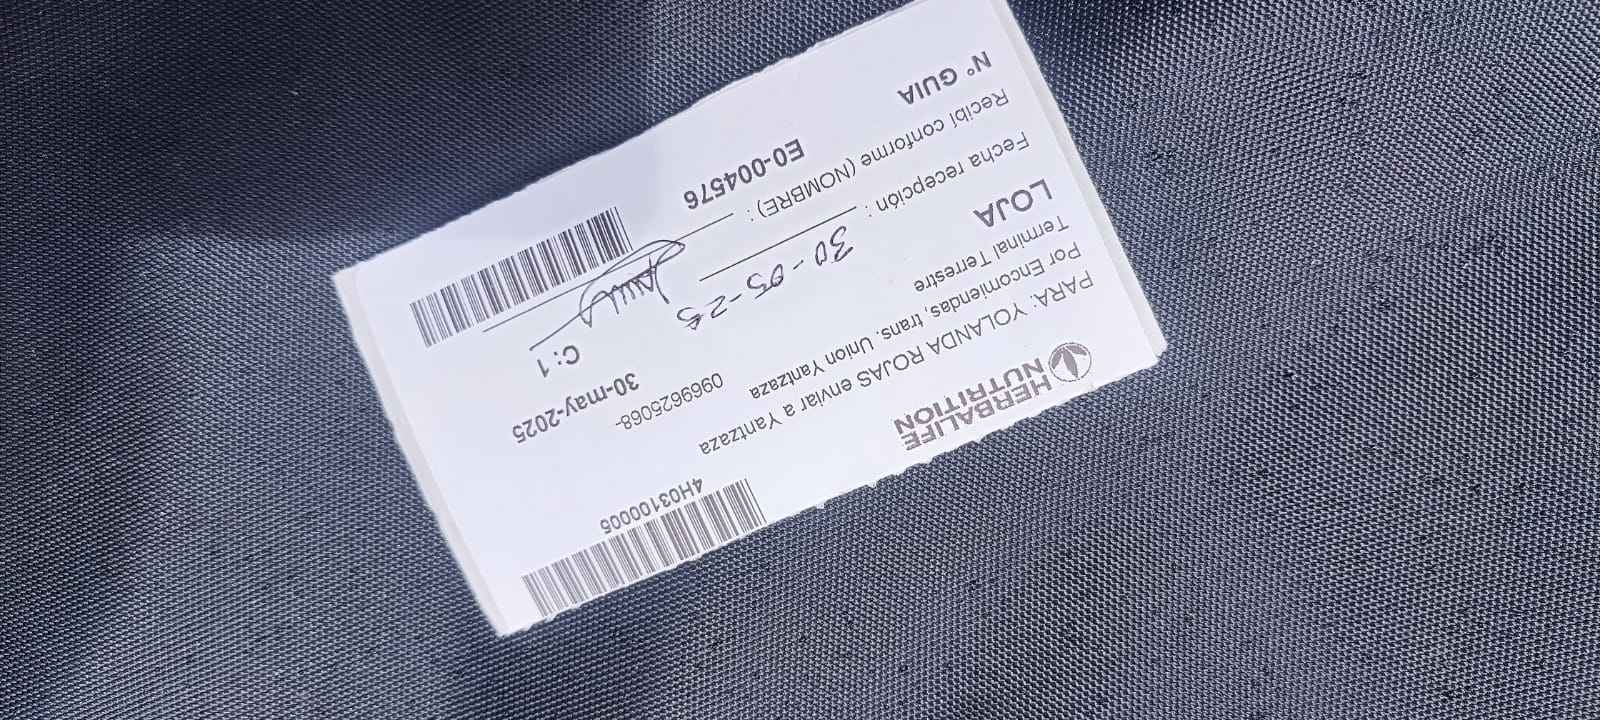 HERBALIFE
NUTRITION
4H03100005
PARA: YOLANDA ROJAS enviar a Yantzaza
Por Encomiendas, trans. Union Yantzaza
Terminal Terrestre
0969625068-
LOJA
30-may-2025
Fecha recepción : 30-05-25
C: 1
Recibí conforme (NOMBRE) :
N° GUIA
E0-004576